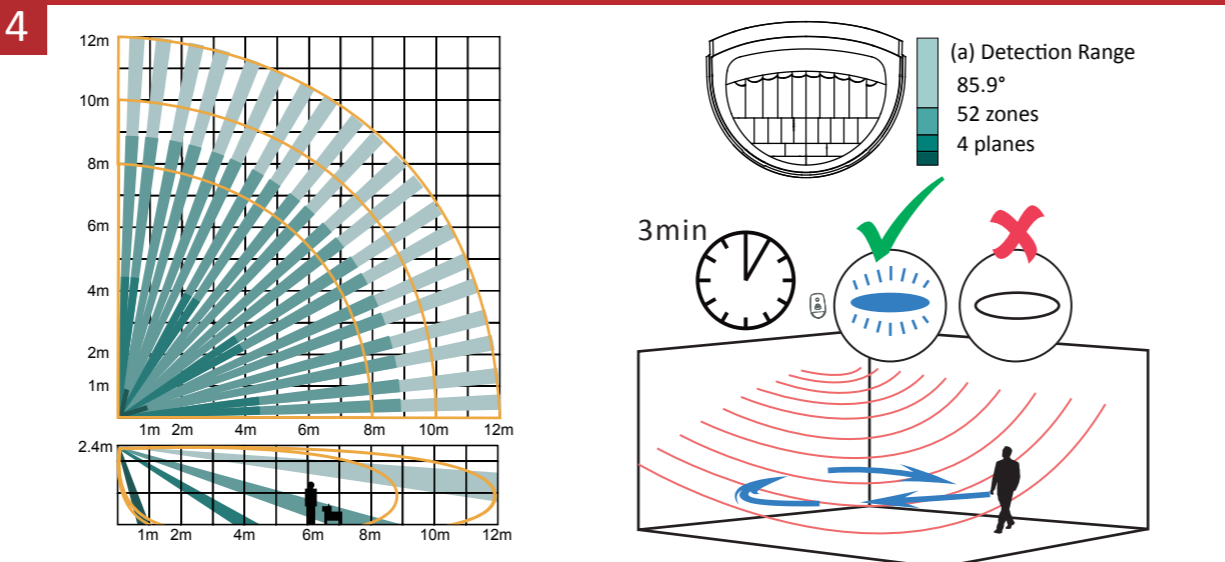 4
12m
10m
8m
6m
4m
2m
1m
1m 2m 4m 6m 8m 10m 12m
2.4m
1m 2m 4m 6m 8m 10m 12m
(a) Detection Range
85.9°
52 zones
4 planes
3min